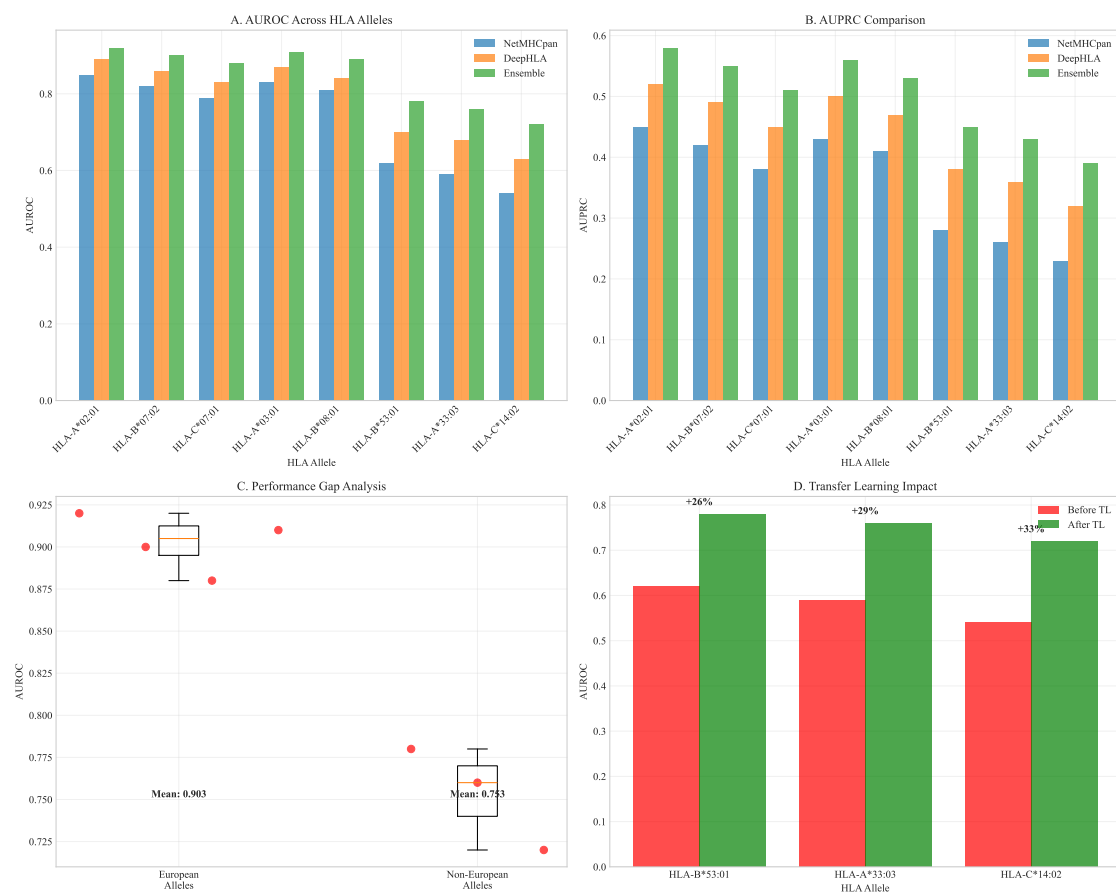 A. AUROC Across HLA Alleles
AUROC
0.8
0.6
0.4
0.2
0.0
NetMHCpan
DeepHLA
Ensemble
HLA-A*02:01
HLA-B*07:02
HLA-C*07:01
HLA-A*03:01
HLA-B*08:01
HLA-B*53:01
HLA-A*33:03
HLA-C*14:02
HLA Allele
B. AUPRC Comparison
AUPRC
0.6
0.5
0.4
0.3
0.2
0.1
0.0
NetMHCpan
DeepHLA
Ensemble
HLA-A*02:01
HLA-B*07:02
HLA-C*07:01
HLA-A*03:01
HLA-B*08:01
HLA-B*53:01
HLA-A*33:03
HLA-C*14:02
HLA Allele
C. Performance Gap Analysis
AUROC
0.925
0.900
0.875
0.850
0.825
0.800
0.775
0.750
0.725
Mean: 0.903
Mean: 0.753
European
Alleles
Non-European
Alleles
D. Transfer Learning Impact
AUROC
0.8
0.7
0.6
0.5
0.4
0.3
0.2
0.1
0.0
+26%
+29%
+33%
Before TL
After TL
HLA-B*53:01
HLA-A*33:03
HLA-C*14:02
HLA Allele